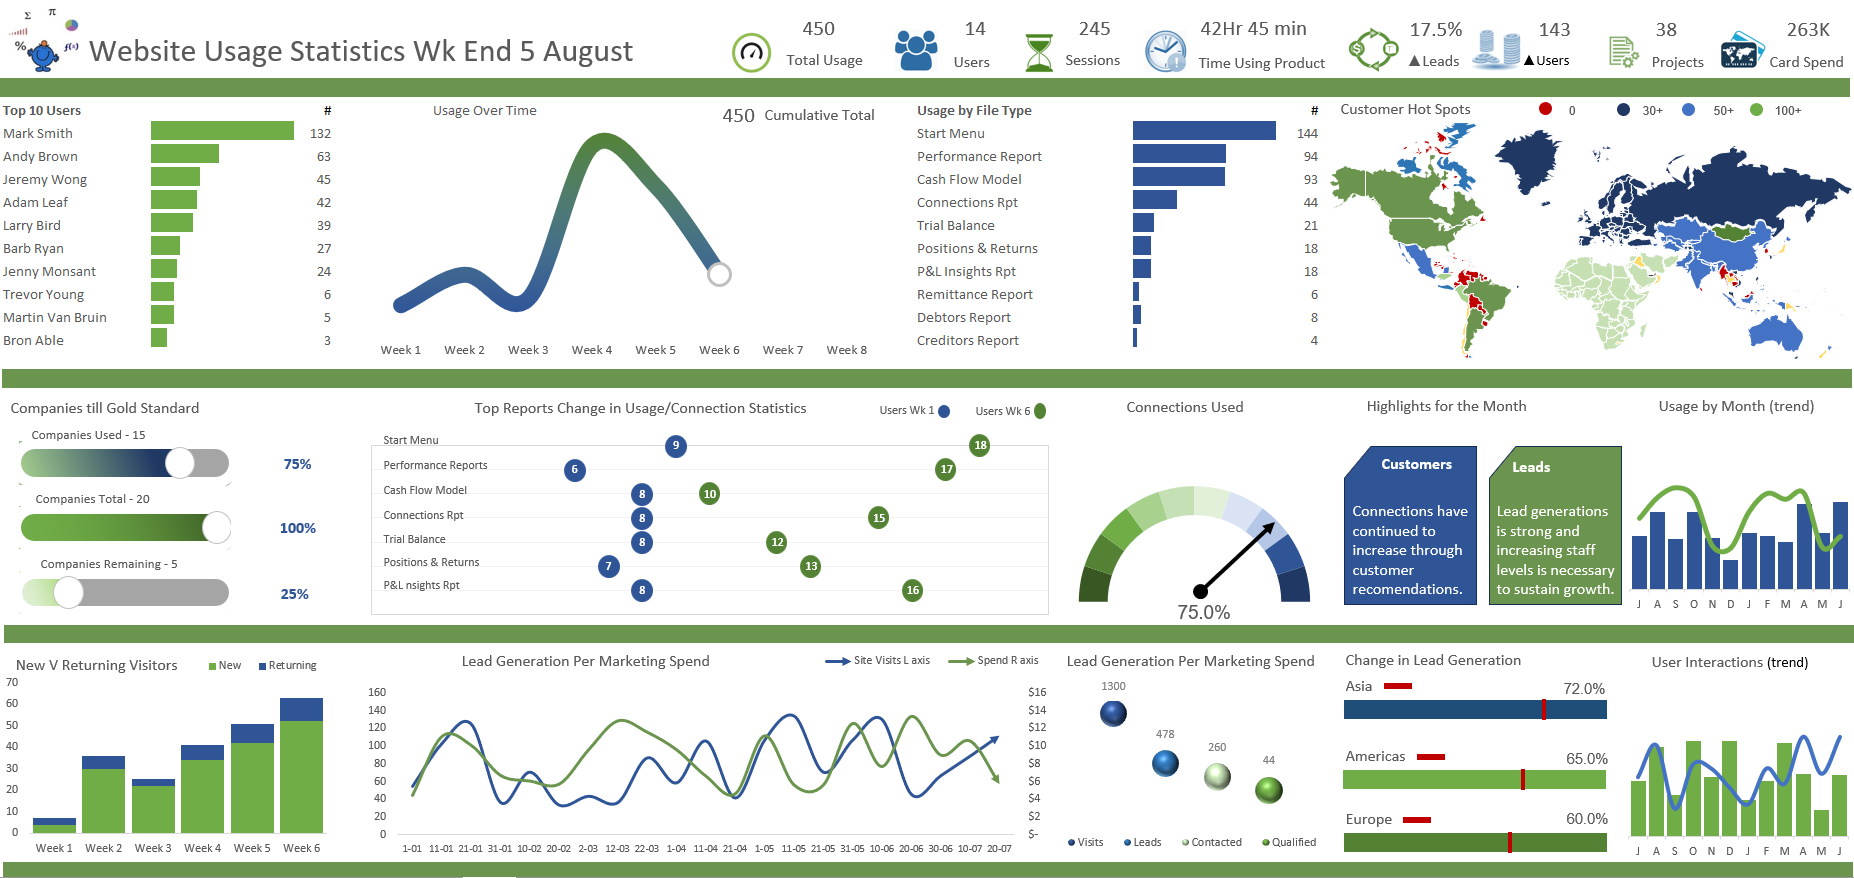 Σ π
% f(x)
Website Usage Statistics Wk End 5 August
450
Total Usage
14
Users
245
Sessions
42Hr 45 min
Time Using Product
17.5%
▲Leads
143
▲Users
38
Projects
263K
Card Spend
Top 10 Users #
Mark Smith 132
Andy Brown 63
Jeremy Wong 45
Adam Leaf 42
Larry Bird 39
Barb Ryan 27
Jenny Monsant 24
Trevor Young 6
Martin Van Bruin 5
Bron Able 3
Usage Over Time
450 Cumulative Total
Week 1 Week 2 Week 3 Week 4 Week 5 Week 6 Week 7 Week 8
Usage by File Type #
Start Menu 144
Performance Report 94
Cash Flow Model 93
Connections Rpt 44
Trial Balance 21
Positions & Returns 18
P&L Insights Rpt 18
Remittance Report 6
Debtors Report 8
Creditors Report 4
Customer Hot Spots 0 30+ 50+ 100+
Companies till Gold Standard
Companies Used - 15
75%
Companies Total - 20
100%
Companies Remaining - 5
25%
Top Reports Change in Usage/Connection Statistics
Users Wk 1 Users Wk 6
Start Menu 9 18
Performance Reports 6 17
Cash Flow Model 8 10
Connections Rpt 8 15
Trial Balance 8 12
Positions & Returns 7 13
P&L nsights Rpt 8 16
Connections Used
75.0%
Highlights for the Month
Customers
Connections have
continued to
increase through
customer
recomendations.
Leads
Lead generations
is strong and
increasing staff
levels is necessary
to sustain growth.
Usage by Month (trend)
J A S O N D J F M A M J
New V Returning Visitors New Returning
70
60
50
40
30
20
10
0
Week 1 Week 2 Week 3 Week 4 Week 5 Week 6
Lead Generation Per Marketing Spend
Site Visits L axis Spend R axis
160 $16
140 $14
120 $12
100 $10
80 $8
60 $6
40 $4
20 $2
0 $-
1-01 11-01 21-01 31-01 10-02 20-02 2-03 12-03 22-03 1-04 11-04 21-04 1-05 11-05 21-05 31-05 10-06 20-06 30-06 10-07 20-07
Lead Generation Per Marketing Spend
1300
478
260
44
Visits Leads Contacted Qualified
Change in Lead Generation
Asia 72.0%
Americas 65.0%
Europe 60.0%
User Interactions (trend)
J A S O N D J F M A M J